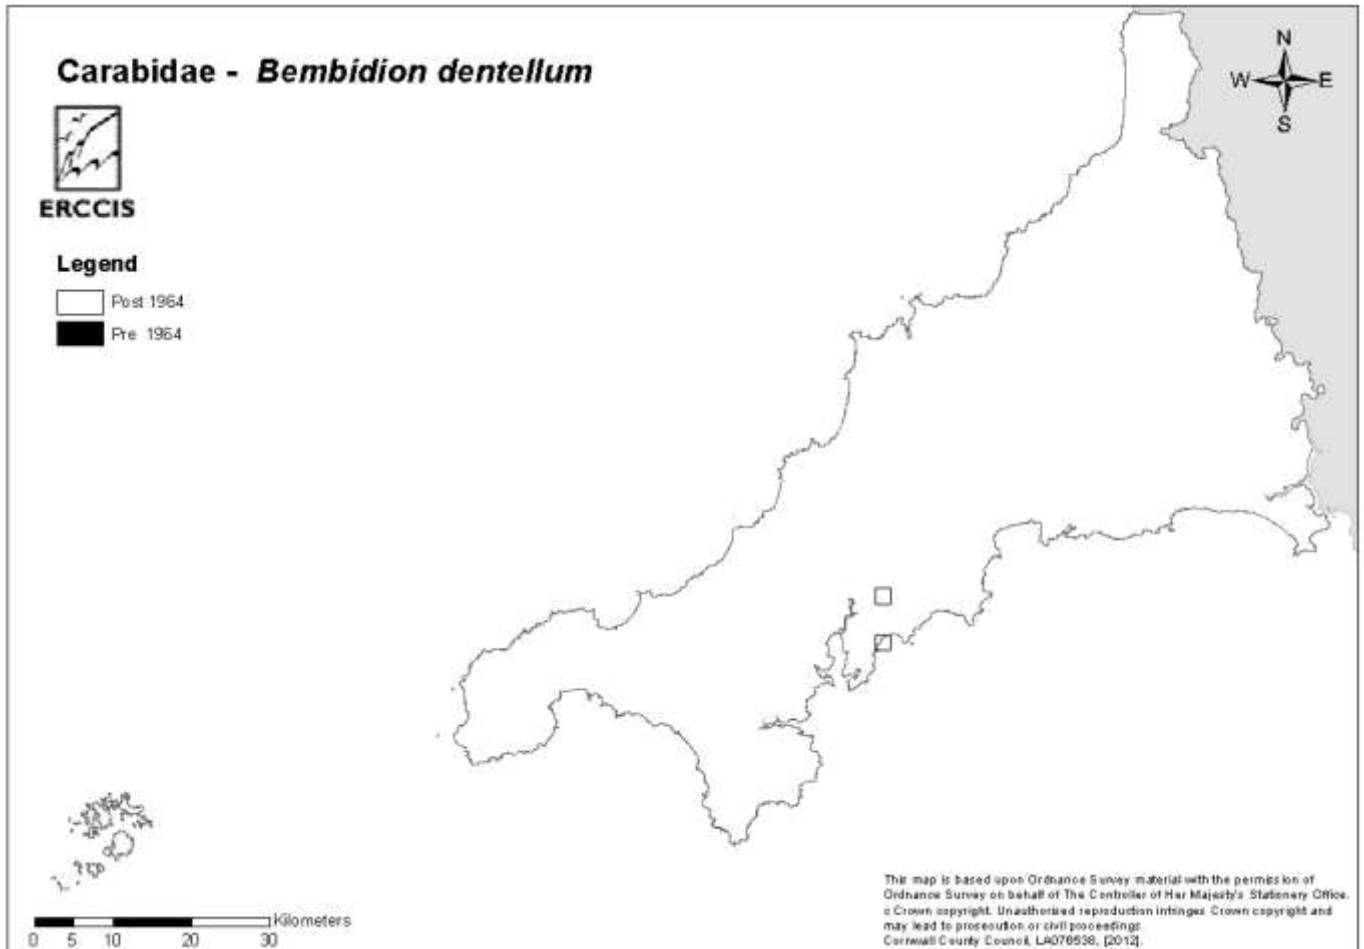 Carabidae - Bembidion dentellum
N
W E
S
ERCCIS
Legend
Post 1964
Pre 1964
Kilometers
0 5 10 20 30
This map is based upon Ordnance Survey material with the permission of
Ordnance Survey on behalf of The Controller of Her Majesty's Stationery Office.
c Crown copyright. Unauthorised reproduction infringes Crown copyright and
may lead to prosecution or civil proceedings.
Cornwall County Council, LA076538, [2012].